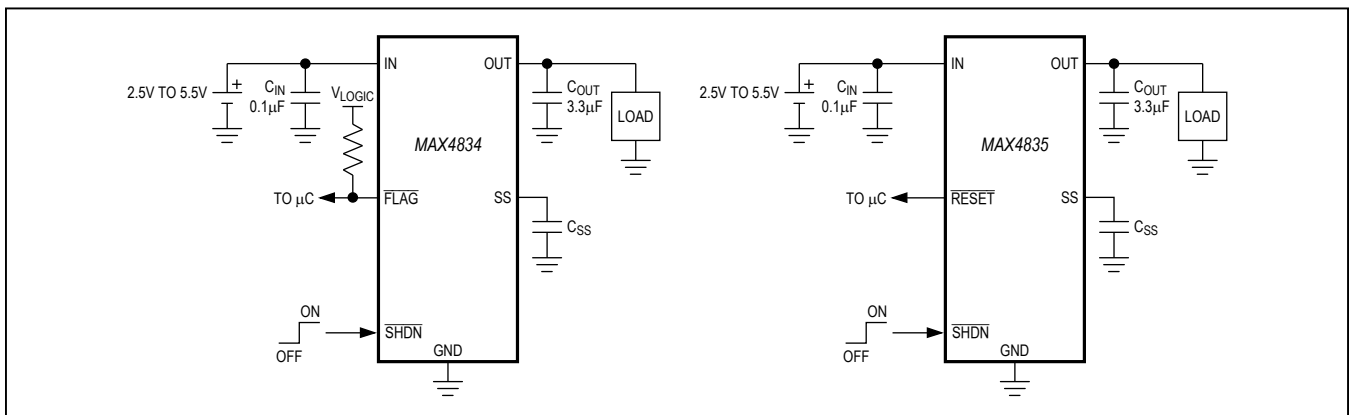 IN
OUT
2.5V TO 5.5V
+
CIN
0.1μF
VLOGIC
COUT
3.3μF
LOAD
MAX4834
TO μC
FLAG
SS
CSS
ON
OFF
SHDN
GND
IN
OUT
2.5V TO 5.5V
+
CIN
0.1μF
COUT
3.3μF
LOAD
MAX4835
TO μC
RESET
SS
CSS
ON
OFF
SHDN
GND